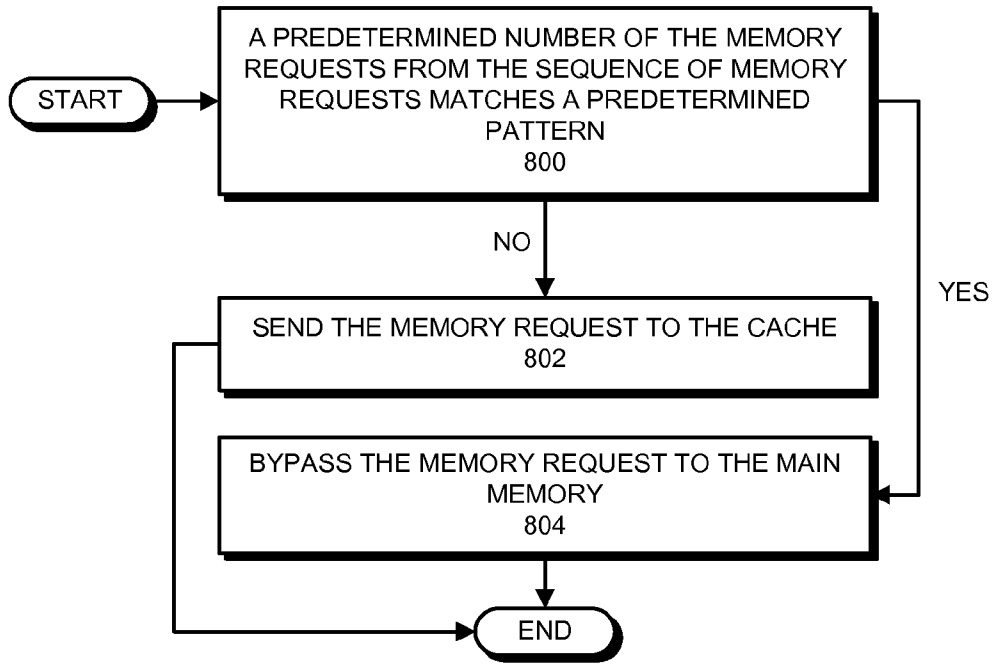 START
A PREDETERMINED NUMBER OF THE MEMORY
REQUESTS FROM THE SEQUENCE OF MEMORY
REQUESTS MATCHES A PREDETERMINED
PATTERN
800
NO
YES
SEND THE MEMORY REQUEST TO THE CACHE
802
BYPASS THE MEMORY REQUEST TO THE MAIN
MEMORY
804
END